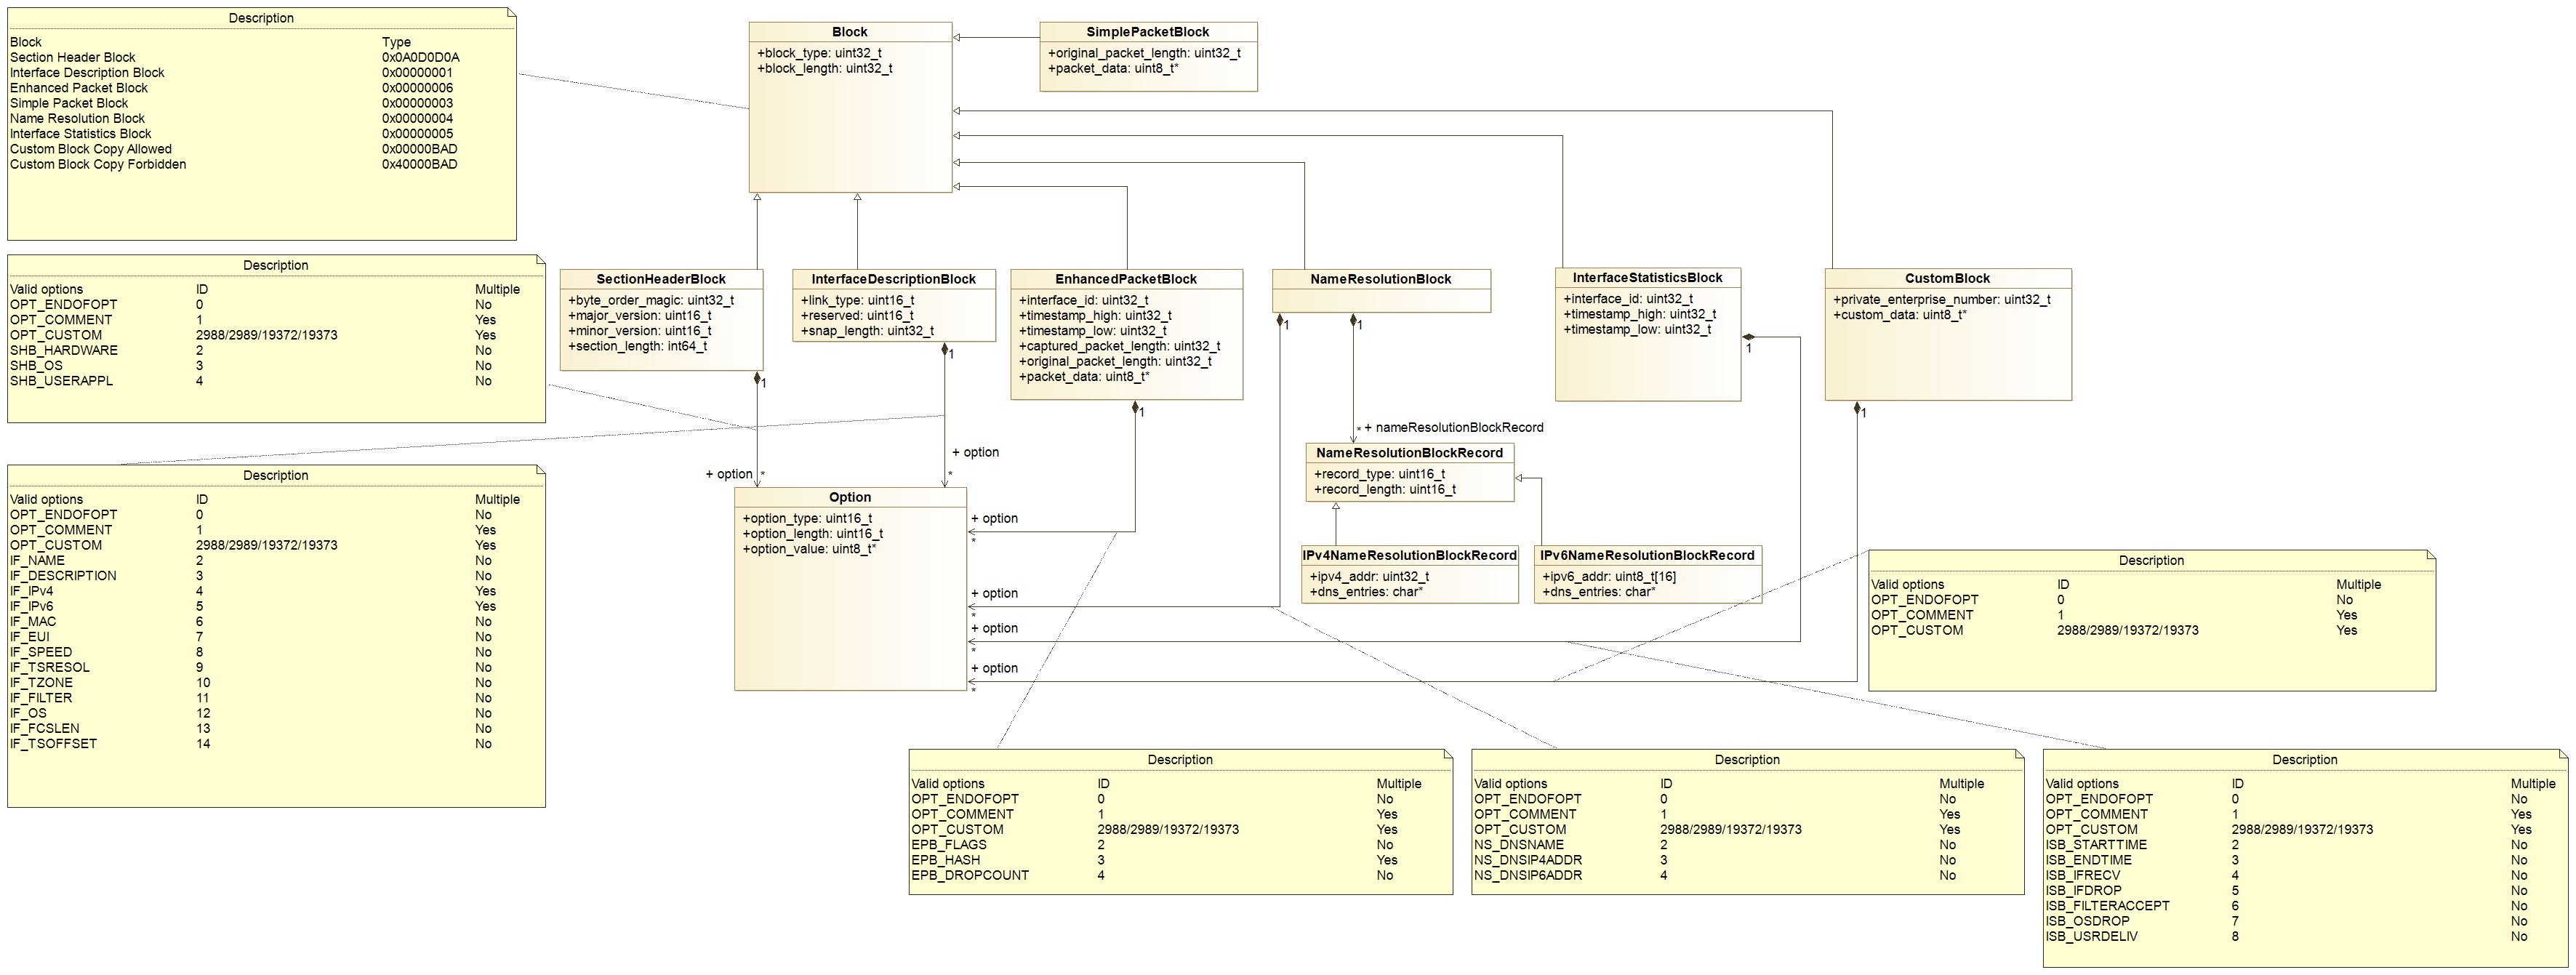 Description
Block Type
Section Header Block 0x0A0D0D0A
Interface Description Block 0x00000001
Enhanced Packet Block 0x00000006
Simple Packet Block 0x00000003
Name Resolution Block 0x00000004
Interface Statistics Block 0x00000005
Custom Block Copy Allowed 0x00000BAD
Custom Block Copy Forbidden 0x40000BAD
Block
+block_type: uint32_t
+block_length: uint32_t
SimplePacketBlock
+original_packet_length: uint32_t
+packet_data: uint8_t*
Description
Valid options ID Multiple
OPT_ENDOFOPT 0 No
OPT_COMMENT 1 Yes
OPT_CUSTOM 2988/2989/19372/19373 Yes
SHB_HARDWARE 2 No
SHB_OS 3 No
SHB_USERAPPL 4 No
SectionHeaderBlock
+byte_order_magic: uint32_t
+major_version: uint16_t
+minor_version: uint16_t
+section_length: int64_t
1
InterfaceDescriptionBlock
+link_type: uint16_t
+reserved: uint16_t
+snap_length: uint32_t
1
EnhancedPacketBlock
+interface_id: uint32_t
+timestamp_high: uint32_t
+timestamp_low: uint32_t
+captured_packet_length: uint32_t
+original_packet_length: uint32_t
+packet_data: uint8_t*
1
NameResolutionBlock
1
1
InterfaceStatisticsBlock
+interface_id: uint32_t
+timestamp_high: uint32_t
+timestamp_low: uint32_t
1
CustomBlock
+private_enterprise_number: uint32_t
+custom_data: uint8_t*
1
* + nameResolutionBlockRecord
NameResolutionBlockRecord
+record_type: uint16_t
+record_length: uint16_t
IPv4NameResolutionBlockRecord
+ipv4_addr: uint32_t
+dns_entries: char*
IPv6NameResolutionBlockRecord
+ipv6_addr: uint8_t[16]
+dns_entries: char*
+ option
*
+ option *
Option
+option_type: uint16_t
+option_length: uint16_t
+option_value: uint8_t*
+ option
*
+ option
*
+ option
*
+ option
*
Description
Valid options ID Multiple
OPT_ENDOFOPT 0 No
OPT_COMMENT 1 Yes
OPT_CUSTOM 2988/2989/19372/19373 Yes
IF_NAME 2 No
IF_DESCRIPTION 3 No
IF_IPv4 4 Yes
IF_IPv6 5 Yes
IF_MAC 6 No
IF_EUI 7 No
IF_SPEED 8 No
IF_TSRESOL 9 No
IF_TZONE 10 No
IF_FILTER 11 No
IF_OS 12 No
IF_FCSLEN 13 No
IF_TSOFFSET 14 No
Description
Valid options ID Multiple
OPT_ENDOFOPT 0 No
OPT_COMMENT 1 Yes
OPT_CUSTOM 2988/2989/19372/19373 Yes
Description
Valid options ID Multiple
OPT_ENDOFOPT 0 No
OPT_COMMENT 1 Yes
OPT_CUSTOM 2988/2989/19372/19373 Yes
EPB_FLAGS 2 No
EPB_HASH 3 Yes
EPB_DROPCOUNT 4 No
Description
Valid options ID Multiple
OPT_ENDOFOPT 0 No
OPT_COMMENT 1 Yes
OPT_CUSTOM 2988/2989/19372/19373 Yes
NS_DNSNAME 2 No
NS_DNSIP4ADDR 3 No
NS_DNSIP6ADDR 4 No
Description
Valid options ID Multiple
OPT_ENDOFOPT 0 No
OPT_COMMENT 1 Yes
OPT_CUSTOM 2988/2989/19372/19373 Yes
ISB_STARTTIME 2 No
ISB_ENDTIME 3 No
ISB_IFRECV 4 No
ISB_IFDROP 5 No
ISB_FILTERACCEPT 6 No
ISB_OSDROP 7 No
ISB_USRDELIV 8 No